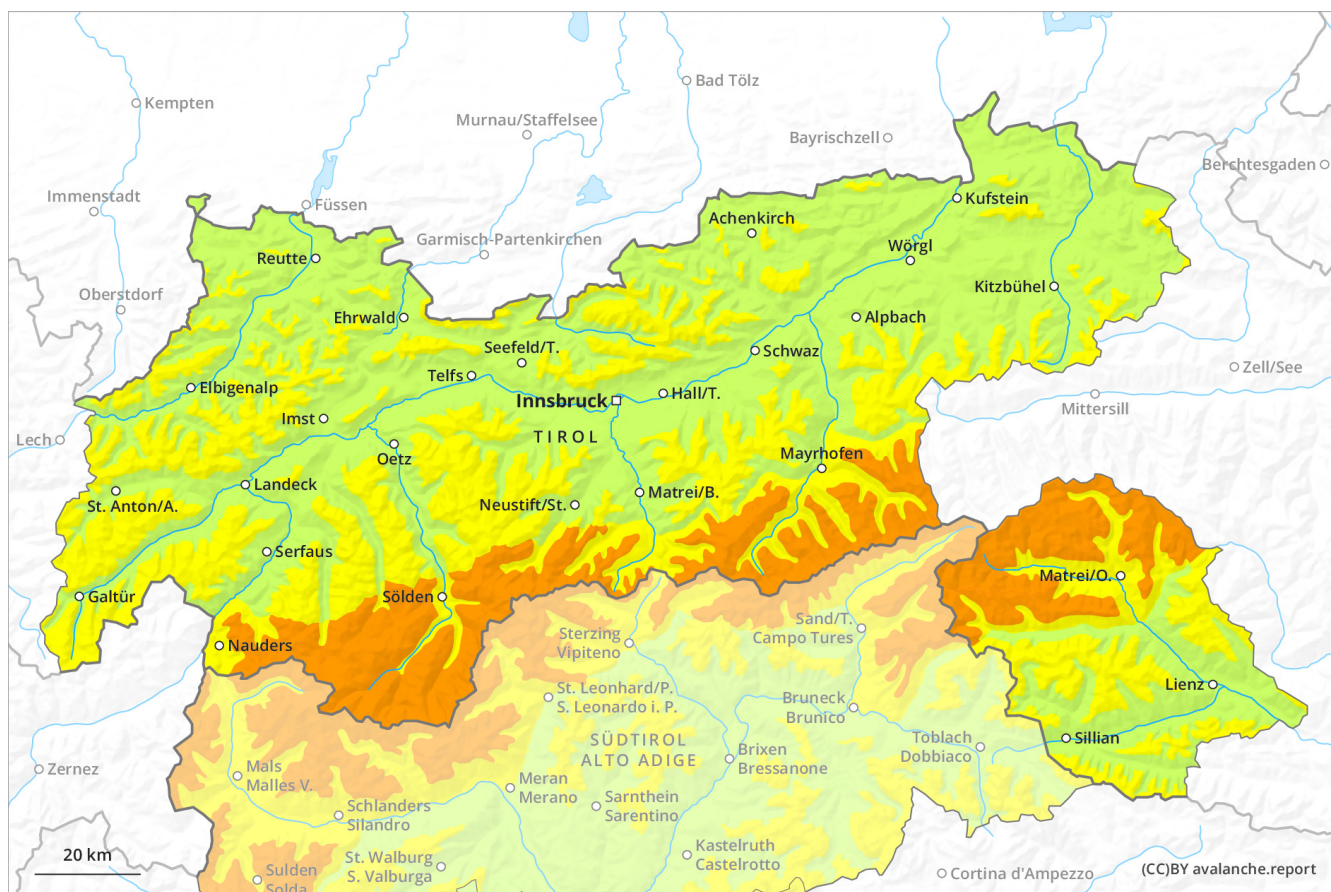 Bad Tölz
Kempten
Murnau/Staffelsee
Bayrischzell
Berchtesgaden
Immenstadt
Füssen
Kufstein
Achenkirch
Garmisch-Partenkirchen
Wörgl
Reutte
Oberstdorf
Kitzbühel
Ehrwald
Alpbach
Seefeld/T.
Schwaz
Zell/See
Telfs
Elbigenalp
Hall/T.
Innsbruck
Mittersill
Imst
Lech
TIROL
Oetz
Mayrhofen
Landeck
Matrei/B.
St. Anton/A.
Neustift/St.
Serfaus
Matrei/O.
Galtür
Sölden
Sand/T.
Campo Tures
Sterzing
Vipiteno
Nauders
Lienz
St. Leonhard/P.
S. Leonardo i. P.
Bruneck
Brunico
Toblach
Dobbiaco
Sillian
SÜDTIROL
ALTO ADIGE
Brixen
Bressanone
Zernez
Mals
Malles V.
Meran
Merano
Sarnthein
Sarentino
Schlanders
Silandro
Kastelruth
Castelrotto
20 km
St. Walburg
S. Valburga
Sulden
Solda
Cortina d'Ampezzo
(CC)BY avalanche.report